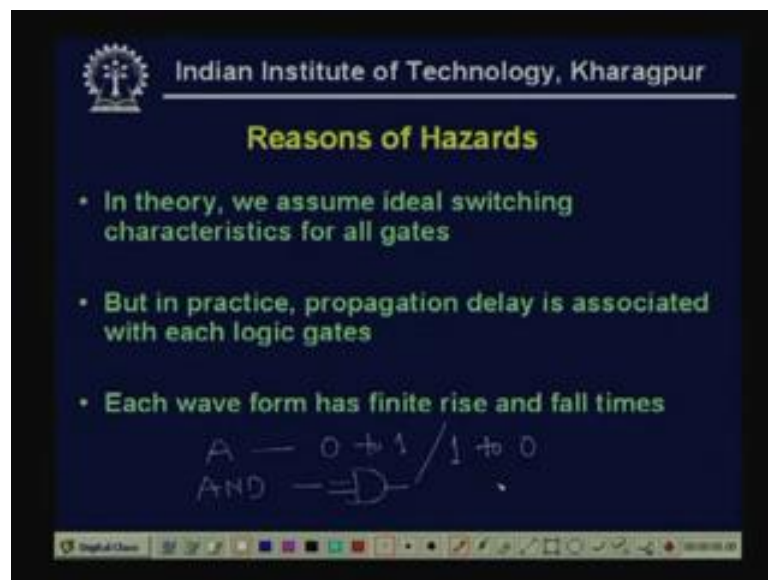 Indian Institute of Technology, Kharagpur
Reasons of Hazards
• In theory, we assume ideal switching
characteristics for all gates
• But in practice, propagation delay is associated
with each logic gates
• Each wave form has finite rise and fall times
A — 0 to 1 / 1 to 0
AND